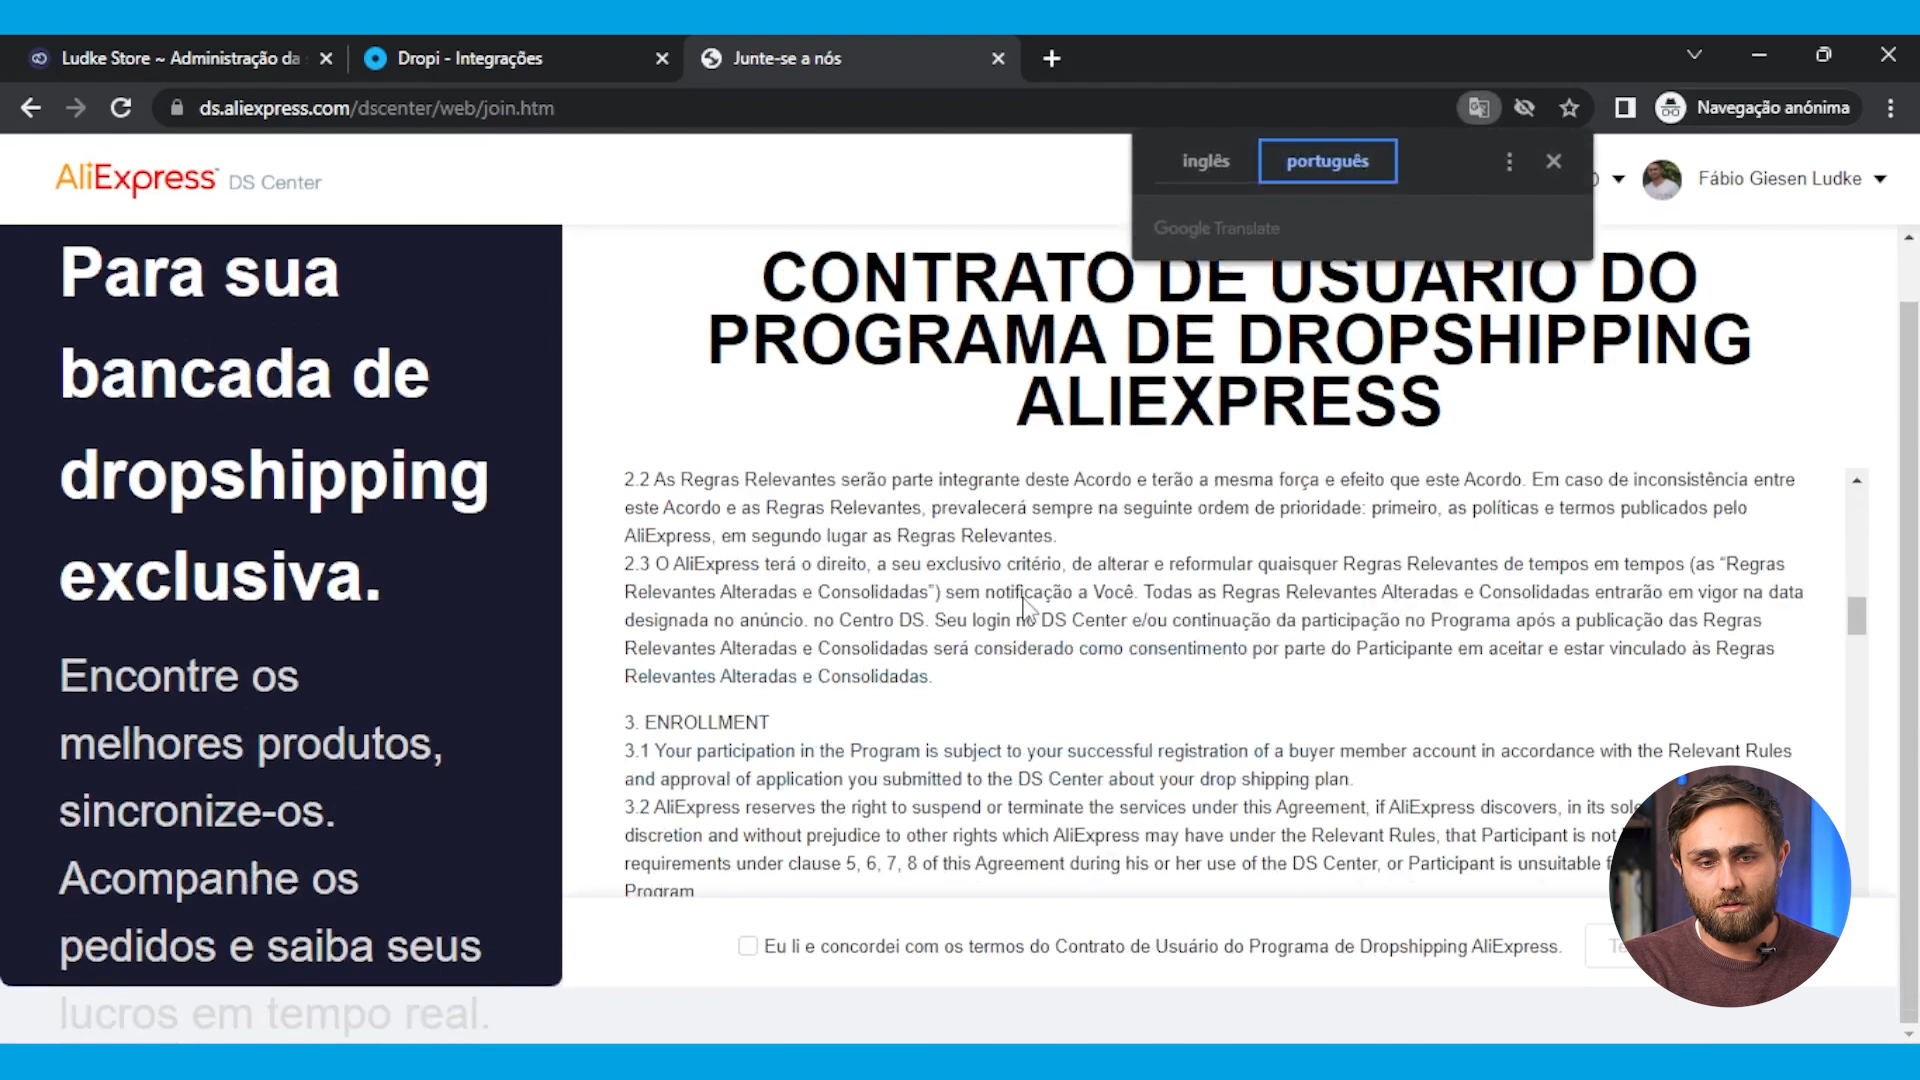 Ludke Store ~ Administração da
Dropi - Integrações
Junte-se a nós
ds.aliexpress.com/dscenter/web/join.htm
Navegação anónima
inglês
português
Google Translate
AliExpress DS Center
Fábio Giesen Ludke
Para sua
bancada de
dropshipping
exclusiva.
Encontre os
melhores produtos,
sincronize-os.
Acompanhe os
pedidos e saiba seus
lucros em tempo real.
CONTRATO DE USUÁRIO DO
PROGRAMA DE DROPSHIPPING
ALIEXPRESS
2.2 As Regras Relevantes serão parte integrante deste Acordo e terão a mesma força e efeito que este Acordo. Em caso de inconsistência entre
este Acordo e as Regras Relevantes, prevalecerá sempre na seguinte ordem de prioridade: primeiro, as políticas e termos publicados pelo
AliExpress, em segundo lugar as Regras Relevantes.
2.3 O AliExpress terá o direito, a seu exclusivo critério, de alterar e reformular quaisquer Regras Relevantes de tempos em tempos (as “Regras
Relevantes Alteradas e Consolidadas”) sem notificação a Você. Todas as Regras Relevantes Alteradas e Consolidadas entrarão em vigor na data
designada no anúncio. no Centro DS. Seu login no DS Center e/ou continuação da participação no Programa após a publicação das Regras
Relevantes Alteradas e Consolidadas será considerado como consentimento por parte do Participante em aceitar e estar vinculado às Regras
Relevantes Alteradas e Consolidadas.
3. ENROLLMENT
3.1 Your participation in the Program is subject to your successful registration of a buyer member account in accordance with the Relevant Rules
and approval of application you submitted to the DS Center about your drop shipping plan.
3.2 AliExpress reserves the right to suspend or terminate the services under this Agreement, if AliExpress discovers, in its sole
discretion and without prejudice to other rights which AliExpress may have under the Relevant Rules, that Participant is not
requirements under clause 5, 6, 7, 8 of this Agreement during his or her use of the DS Center, or Participant is unsuitable
Program
Eu li e concordei com os termos do Contrato de Usuário do Programa de Dropshipping AliExpress.